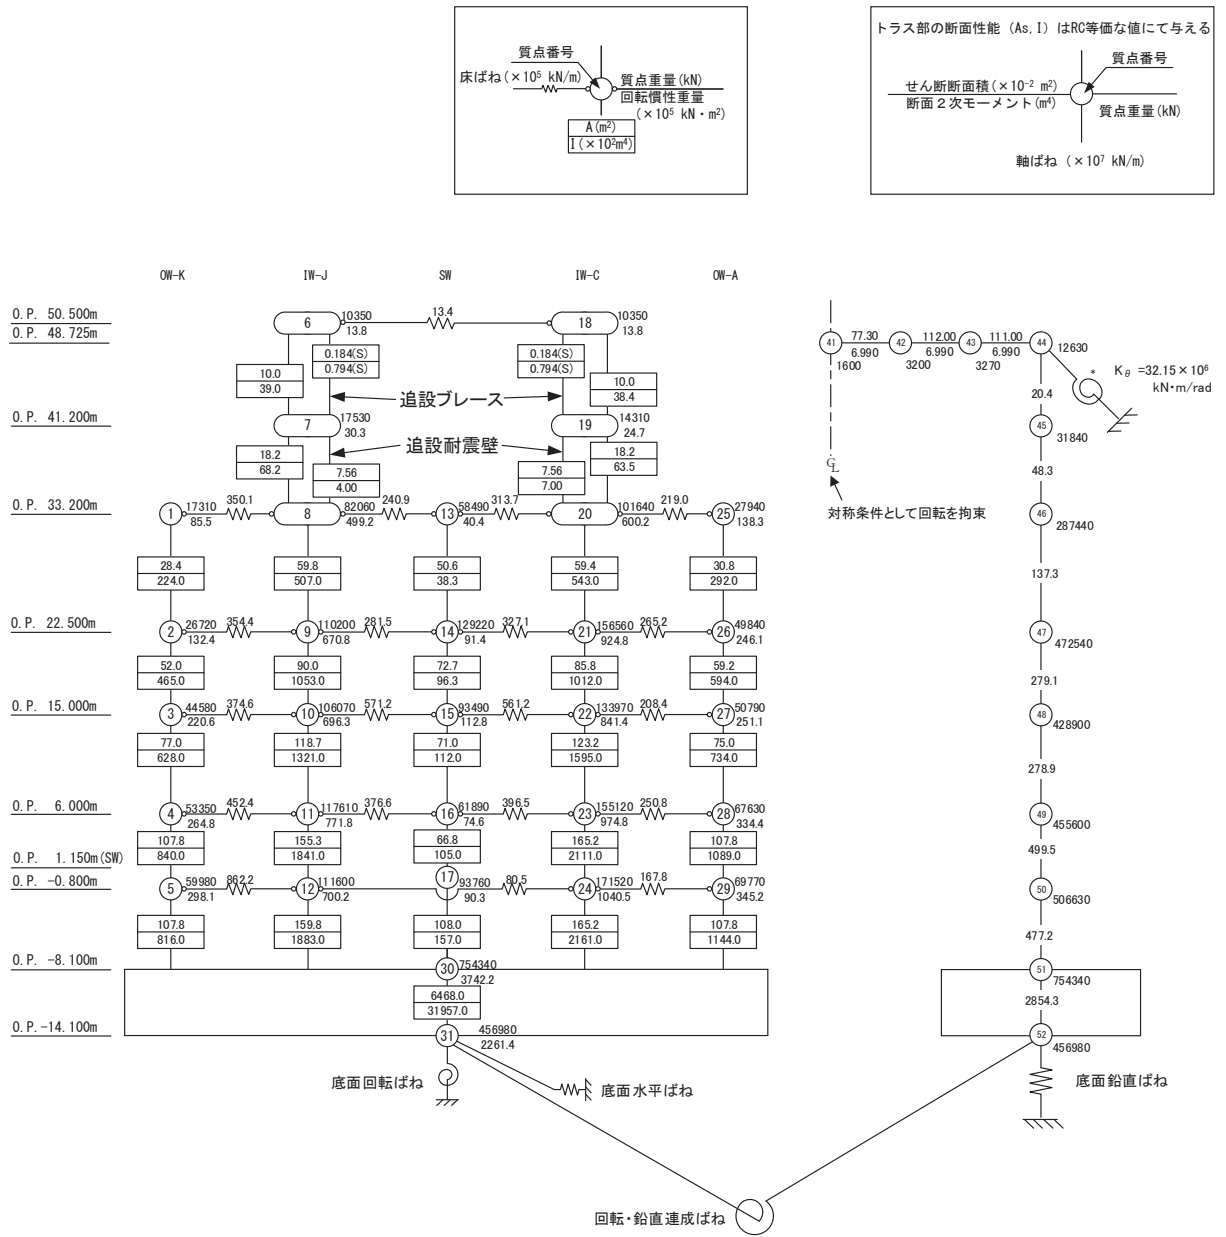 質点番号
床ばね(×10⁵ kN/m)
質点重量(kN)
回転慣性重量
(×10⁵ kN・m²)
A(m²)
I(×10²m⁴)
トラス部の断面性能(As,I)はRC等価な値にて与える
質点番号
せん断断面積(×10⁻² m²)
断面2次モーメント(m⁴)
質点重量(kN)
軸ばね(×10⁷ kN/m)
OW-K IW-J SW IW-C OW-A
O.P. 50.500m
O.P. 48.725m
6 10350 13.4 18 10350
13.8 13.8
0.184(S) 0.184(S)
0.794(S) 0.794(S)
10.0 10.0
39.0 38.4
追設ブレース
O.P. 41.200m
7 17530 19 14310
30.3 24.7
追設耐震壁
18.2 18.2
68.2 63.5
7.56 7.56
4.00 7.00
O.P. 33.200m
1 17310 350.1 8 82060 240.9 13 58490 313.7 20 101640 219.0 25 27940
85.5 499.2 40.4 600.2 138.3
28.4 59.8 50.6 59.4 30.8
224.0 507.0 38.3 543.0 292.0
O.P. 22.500m
2 26720 354.4 9 110200 281.5 14 129220 327.1 21 156560 265.2 26 49840
132.4 670.8 91.4 924.8 246.1
52.0 90.0 72.7 85.8 59.2
465.0 1053.0 96.3 1012.0 594.0
O.P. 15.000m
3 44580 374.6 10 106070 571.2 15 93490 561.2 22 133970 208.4 27 50790
220.6 696.3 112.8 841.4 251.1
77.0 118.7 71.0 123.2 75.0
628.0 1321.0 112.0 1595.0 734.0
O.P. 6.000m
4 53350 452.4 11 117610 376.6 16 61890 396.5 23 155120 250.8 28 67630
264.8 771.8 74.6 974.8 334.4
107.8 155.3 66.8 165.2 107.8
840.0 1841.0 105.0 2111.0 1089.0
O.P. 1.150m(SW)
O.P. -0.800m
5 59980 862.2 12 111600 17 93760 80.5 24 171520 167.8 29 69770
298.1 700.2 90.3 1040.5 345.2
107.8 159.8 108.0 165.2 107.8
816.0 1883.0 157.0 2161.0 1144.0
O.P. -8.100m
30 754340
3742.2
6468.0
31957.0
O.P.-14.100m
31 456980
2261.4
底面回転ばね
底面水平ばね
回転・鉛直連成ばね
41 77.30 42 112.00 43 111.00 44 12630
6.990 6.990 6.990
1600 3200 3270
* Kθ =32.15×10⁶
kN・m/rad
20.4
45
31840
48.3
CL
対称条件として回転を拘束
46
287440
137.3
47
472540
279.1
48
428900
278.9
49
455600
499.5
50
506630
477.2
51
754340
2854.3
52
456980
底面鉛直ばね